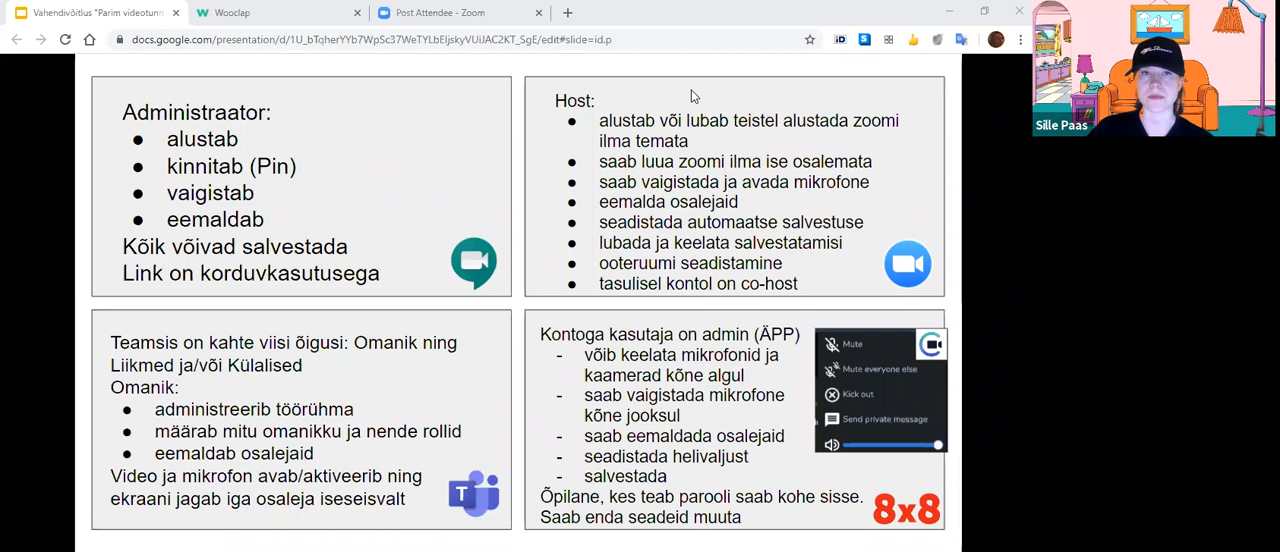 Vahendivõitlus "Parim videotunn
Wooclap
Post Attendee - Zoom
docs.google.com/presentation/d/1U_bTqheYW7WpSc37WeTYLbEjskyVUiJAC2KT_SgE/edit#slide=id.p
Sille Paas
Administraator:
● alustab
● kinnitab (Pin)
● vaigistab
● eemaldab
Kõik võivad salvestada
Link on korduvkasutusega
Host:
● alustab või lubab teistel alustada zoomi
ilma temata
● saab luua zoomi ilma ise osalemata
● saab vaigistada ja avada mikrofone
● eemalda osalejaid
● seadistada automaatse salvestuse
● lubada ja keelata salvestatamisi
● ooteruumi seadistamine
● tasulisel kontol on co-host
Teamsis on kahte viisi õigusi: Omanik ning
Liikmed ja/või Külalised
Omanik:
● administreerib töörühma
● määrab mitu omanikku ja nende rollid
● eemaldab osalejaid
Video ja mikrofon avab/aktiveerib ning
ekraani jagab iga osaleja iseseisvalt
T
Kontoga kasutaja on admin (ÄPP)
- võib keelata mikrofonid ja
kaamerad kõne algul
- saab vaigistada mikrofone
kõne jooksul
- saab eemaldada osalejaid
- seadistada helivaljust
- salvestada
Õpilane, kes teab parooli saab kohe sisse.
Saab enda seadeid muuta
Mute
Mute everyone else
Kick out
Send private message
8x8